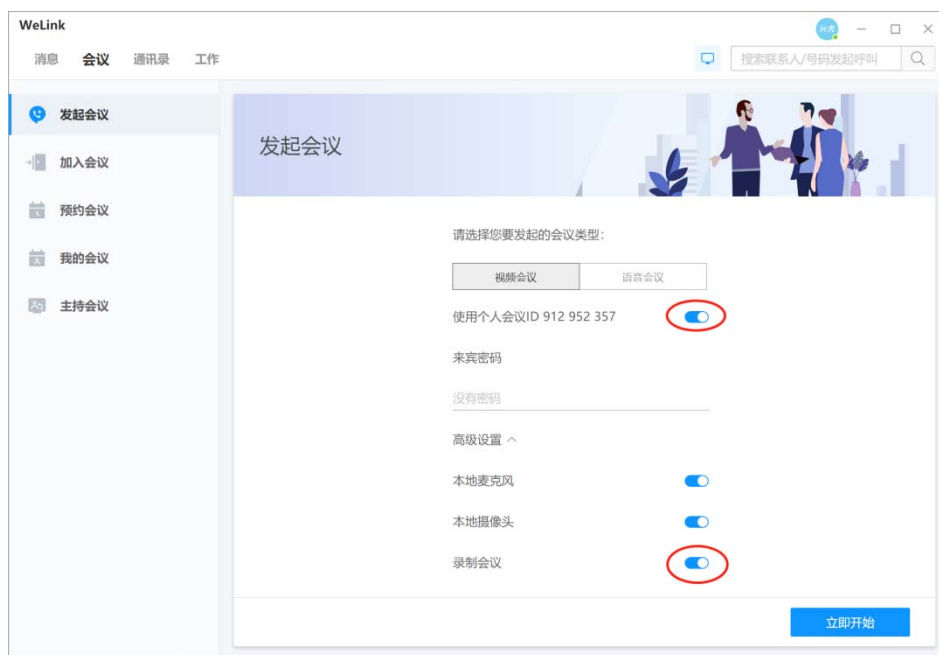 WeLink
兴虎
消息 会议 通讯录 工作
搜索联系人/号码发起呼叫
发起会议
加入会议
预约会议
我的会议
主持会议
发起会议
请选择您要发起的会议类型:
视频会议 语音会议
使用个人会议ID 912 952 357
来宾密码
没有密码
高级设置
本地麦克风
本地摄像头
录制会议
立即开始